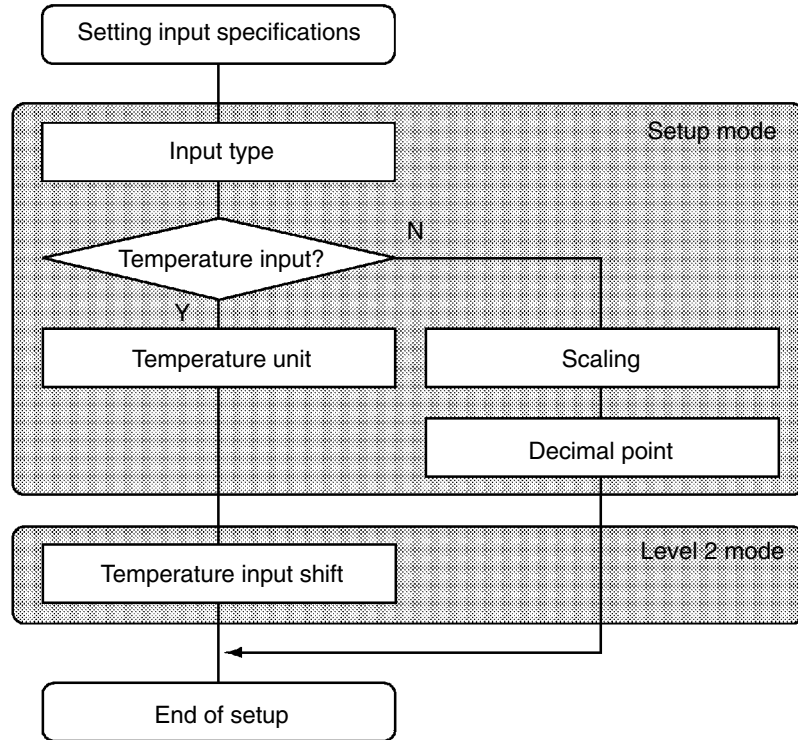 Setting input specifications
Setup mode
Input type
Temperature input?
N
Y
Temperature unit
Scaling
Decimal point
Level 2 mode
Temperature input shift
End of setup